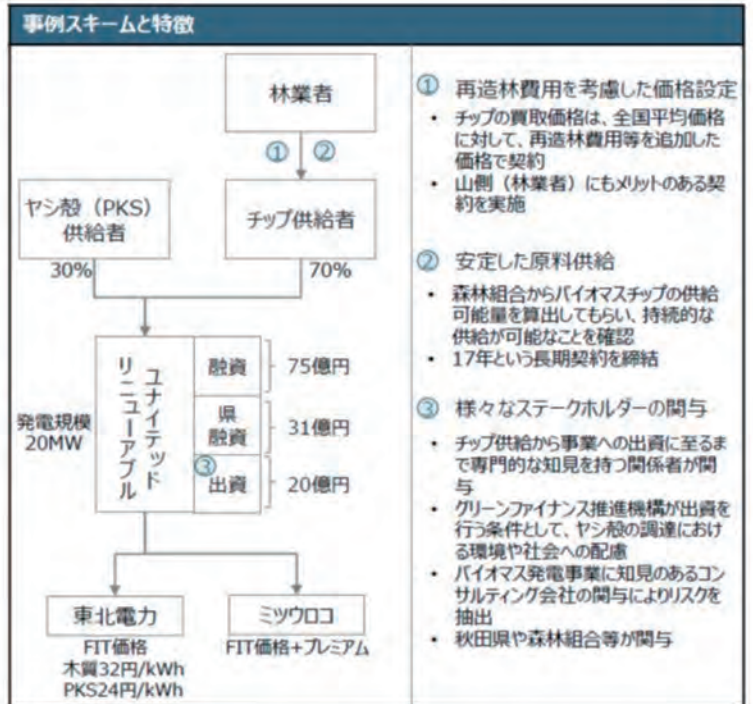 事例スキームと特徴
林業者
① ②
ヤシ殻（PKS）
供給者
チップ供給者
30%
70%
発電規模
20MW
ユナイテッド
リニューアブル
融資
75億円
県
融資
31億円
③
出資
20億円
東北電力
ミツウロコ
FIT価格
木質32円/kWh
PKS24円/kWh
FIT価格+プレミアム
① 再造林費用を考慮した価格設定
• チップの買取価格は、全国平均価格
に対して、再造林費用等を追加した
価格で契約
• 山側（林業者）にもメリットのある契
約を実施
② 安定した原料供給
• 森林組合からバイオマスチップの供給
可能量を算出してもらい、持続的な
供給が可能なことを確認
• 17年という長期契約を締結
③ 様々なステークホルダーの関与
• チップ供給から事業への出資に至るま
で専門的な知見を持つ関係者が関
与
• グリーンファイナンス推進機構が出資を
行う条件として、ヤシ殻の調達におけ
る環境や社会への配慮
• バイオマス発電事業に知見のあるコン
サルティング会社の関与によりリスクを
抽出
• 秋田県や森林組合等が関与